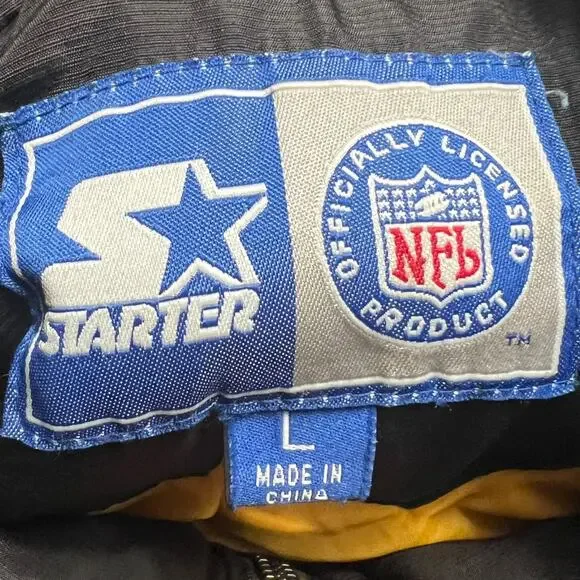 STARTER
OFFICIALLY LICENSED
NFL
PRODUCT
TM
L
MADE IN
CHINA